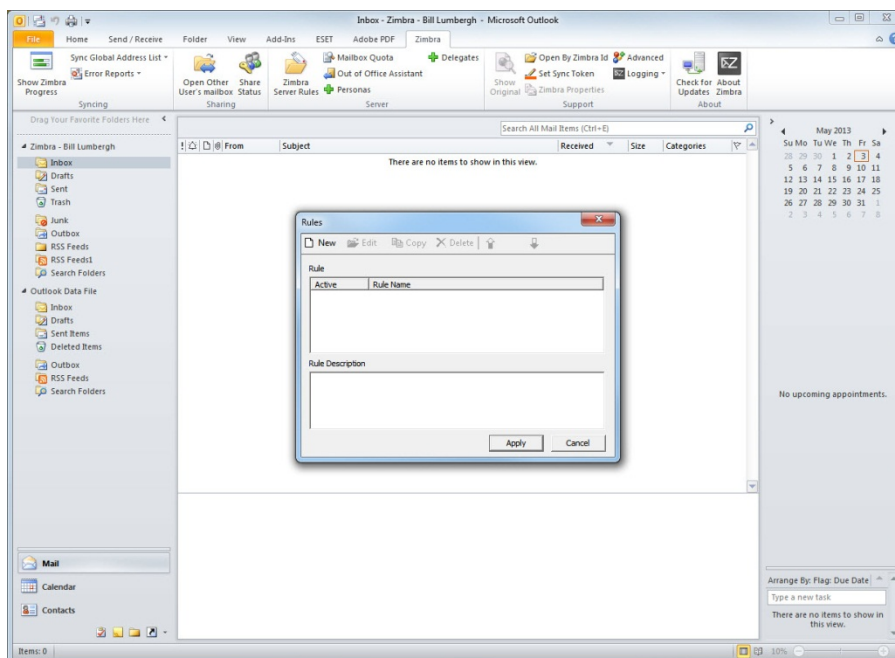 Inbox - Zimbra - Bill Lumbergh - Microsoft Outlook
File Home Send / Receive Folder View Add-Ins ESET Adobe PDF Zimbra
Show Zimbra Progress
Sync Global Address List
Error Reports
Syncing
Open Other User's mailbox
Share Status
Sharing
Zimbra Server Rules
Mailbox Quota
Out of Office Assistant
Personas
Delegates
Server
Show Original
Open By Zimbra Id
Set Sync Token
Zimbra Properties
Advanced
Logging
Support
Check for Updates
About Zimbra
About
Drag Your Favorite Folders Here
Zimbra - Bill Lumbergh
Inbox
Drafts
Sent
Trash
Junk
Outbox
RSS Feeds
RSS Feeds1
Search Folders
Outlook Data File
Inbox
Drafts
Sent Items
Deleted Items
Outbox
RSS Feeds
Search Folders
Mail
Calendar
Contacts
Search All Mail Items (Ctrl+E)
From Subject Received Size Categories
There are no items to show in this view.
Rules
New Edit Copy Delete
Rule
Active Rule Name
Rule Description
Apply Cancel
May 2013
Su Mo Tu We Th Fr Sa
28 29 30 1 2 3 4
5 6 7 8 9 10 11
12 13 14 15 16 17 18
19 20 21 22 23 24 25
26 27 28 29 30 31 1
2 3 4 5 6 7 8
No upcoming appointments.
Arrange By: Flag: Due Date
Type a new task
There are no items to show in
this view.
Items: 0
10%